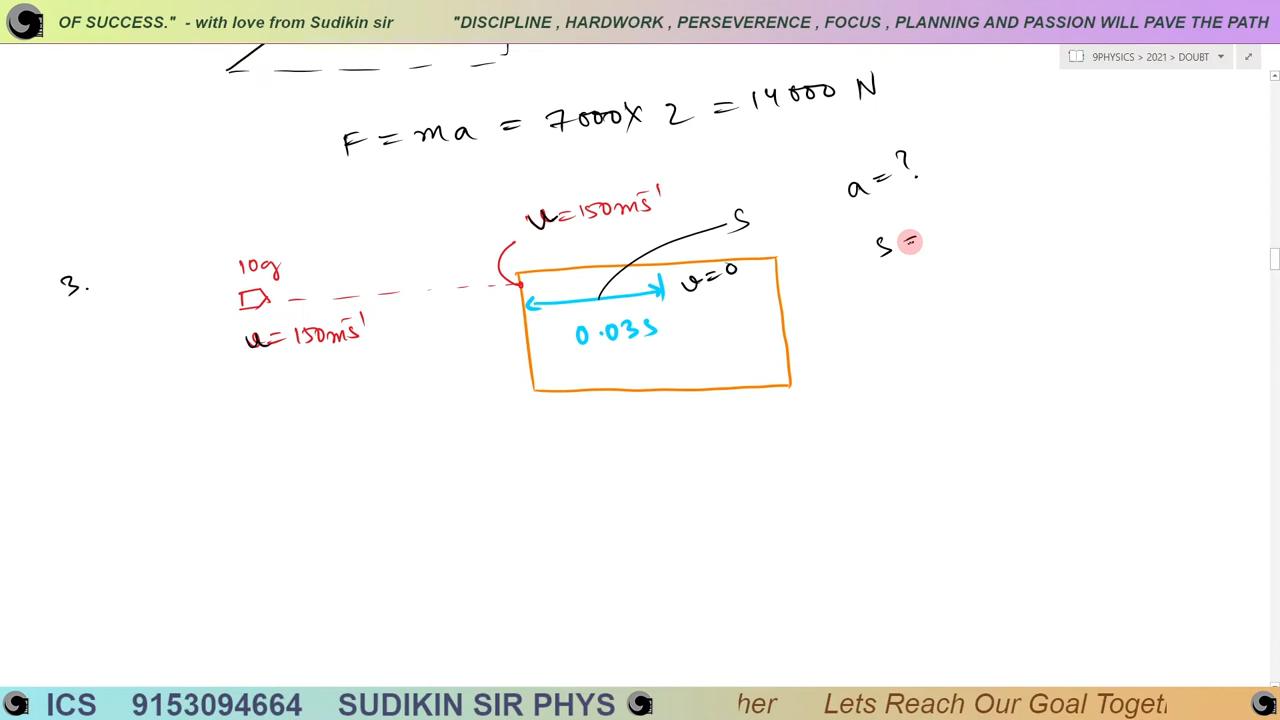 OF SUCCESS." - with love from Sudikin sir "DISCIPLINE , HARDWORK , PERSEVERENCE , FOCUS , PLANNING AND PASSION WILL PAVE THE PATH
9PHYSICS > 2021 > DOUBT
F = ma = 7000 X 2 = 14000 N
a = ?
u = 150ms⁻¹
S
s =
10g
v = 0
3.
u = 150ms⁻¹
0.03s
ICS 9153094664 SUDIKIN SIR PHYS her Lets Reach Our Goal Toget